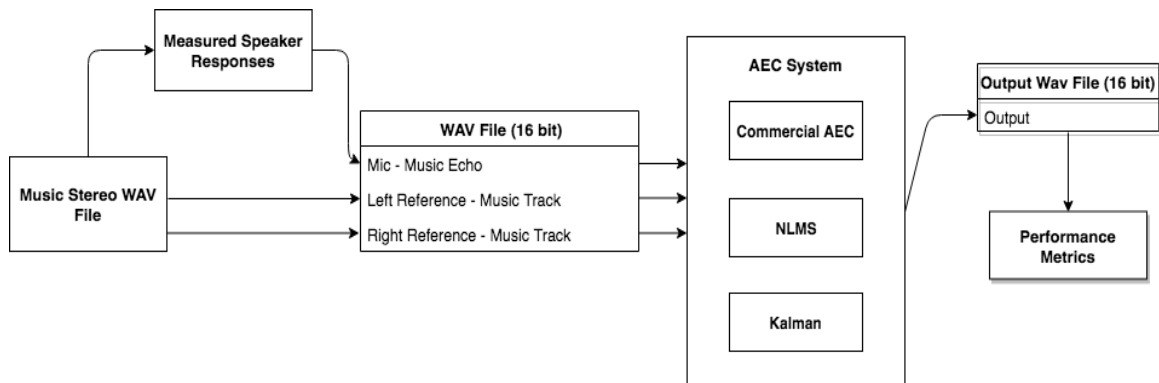 Measured Speaker
Responses
Music Stereo WAV
File
WAV File (16 bit)
Mic - Music Echo
Left Reference - Music Track
Right Reference - Music Track
AEC System
Commercial AEC
NLMS
Kalman
Output Wav File (16 bit)
Output
Performance
Metrics